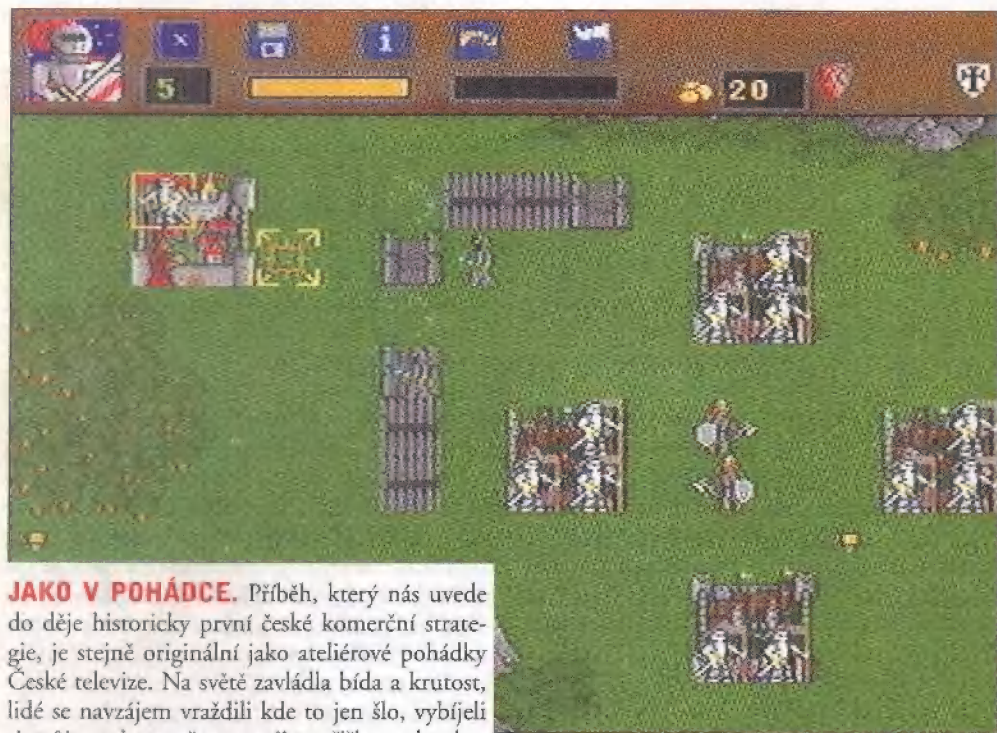 5
20
JAKO V POHÁDCE. Příběh, který nás uvede
do děje historicky první české komerční strate-
gie, je stejně originální jako ateliérové pohádky
České televize. Na světě zavládla bída a krutost,
lidé se navzájem vraždili kde to jen šlo, vybíjeli